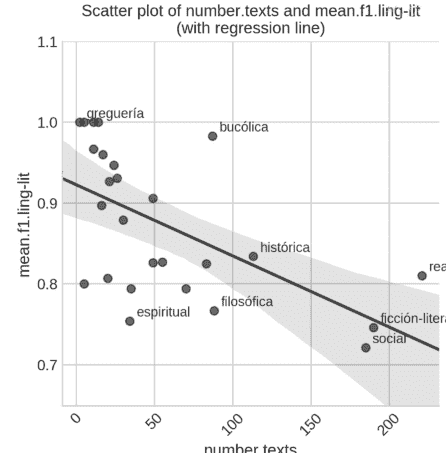 Scatter plot of number.texts and mean.f1.ling-lit
(with regression line)
mean.f1.ling-lit
1.1
1.0
0.9
0.8
0.7
greguería
bucólica
histórica
rea
espiritual
filosófica
ficción-litera
social
0
50
100
150
200
number.texts